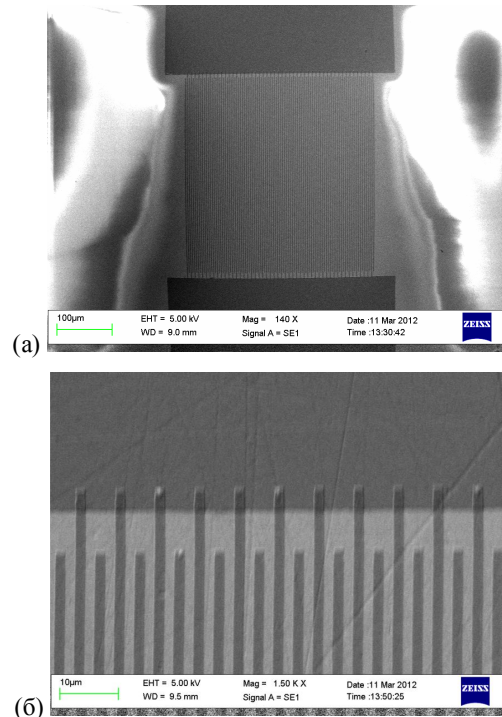 100µm
EHT = 5.00 kV
Mag = 140 X
Date :11 Mar 2012
WD = 9.0 mm
Signal A = SE1
Time :13:30:42
ZEISS
(а)
10µm
EHT = 5.00 kV
Mag = 1.50 K X
Date :11 Mar 2012
WD = 9.5 mm
Signal A = SE1
Time :13:50:25
ZEISS
(б)